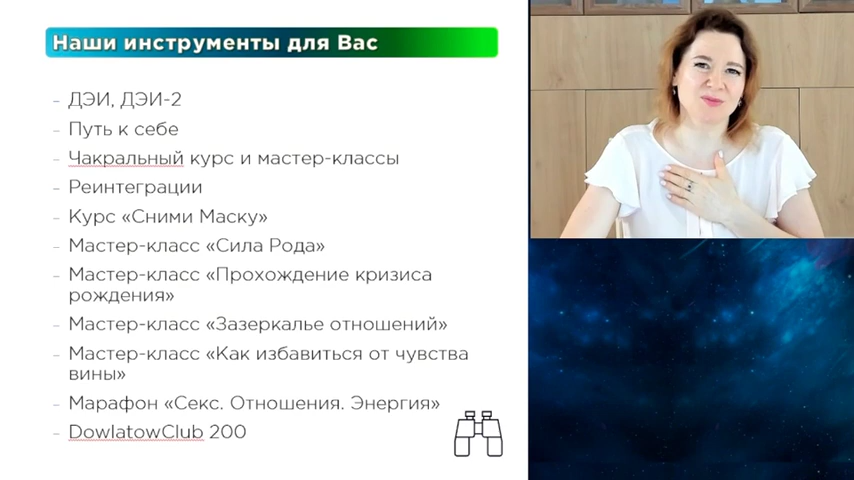 Наши инструменты для Вас
- ДЭИ, ДЭИ-2
- Путь к себе
- Чакральный курс и мастер-классы
- Реинтеграции
- Курс «Сними Маску»
- Мастер-класс «Сила Рода»
- Мастер-класс «Прохождение кризиса
рождения»
- Мастер-класс «Зазеркалье отношений»
- Мастер-класс «Как избавиться от чувства
вины»
- Марафон «Секс. Отношения. Энергия»
- DowlatowClub 200